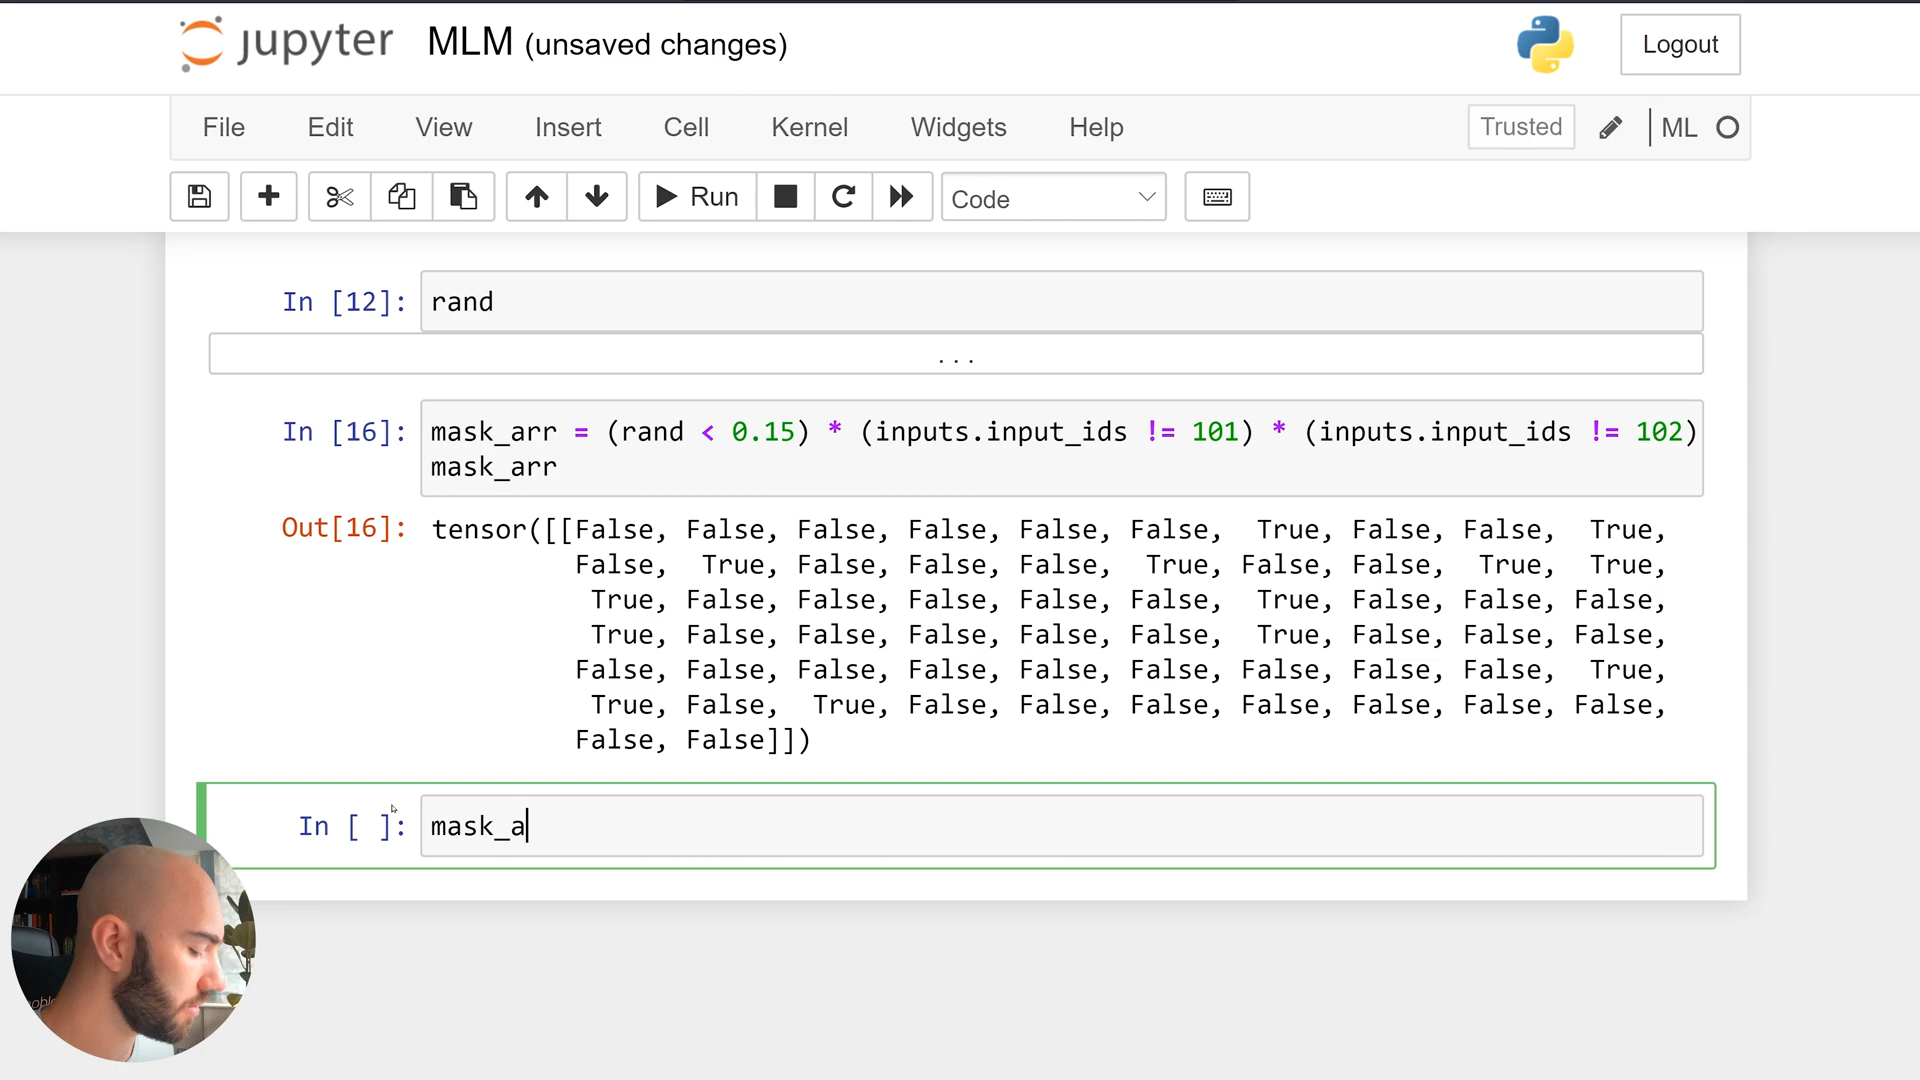 jupyter MLM (unsaved changes) Logout
File Edit View Insert Cell Kernel Widgets Help Trusted ML
Run Code
In [12]: rand
...
In [16]: mask_arr = (rand < 0.15) * (inputs.input_ids != 101) * (inputs.input_ids != 102)
mask_arr
Out[16]: tensor([[False, False, False, False, False, False, True, False, False, True,
False, True, False, False, False, True, False, False, True, True,
True, False, False, False, False, False, True, False, False, False,
True, False, False, False, False, False, True, False, False, False,
False, False, False, False, False, False, False, False, False, True,
True, False, True, False, False, False, False, False, False, False,
False, False]])
In [ ]: mask_a